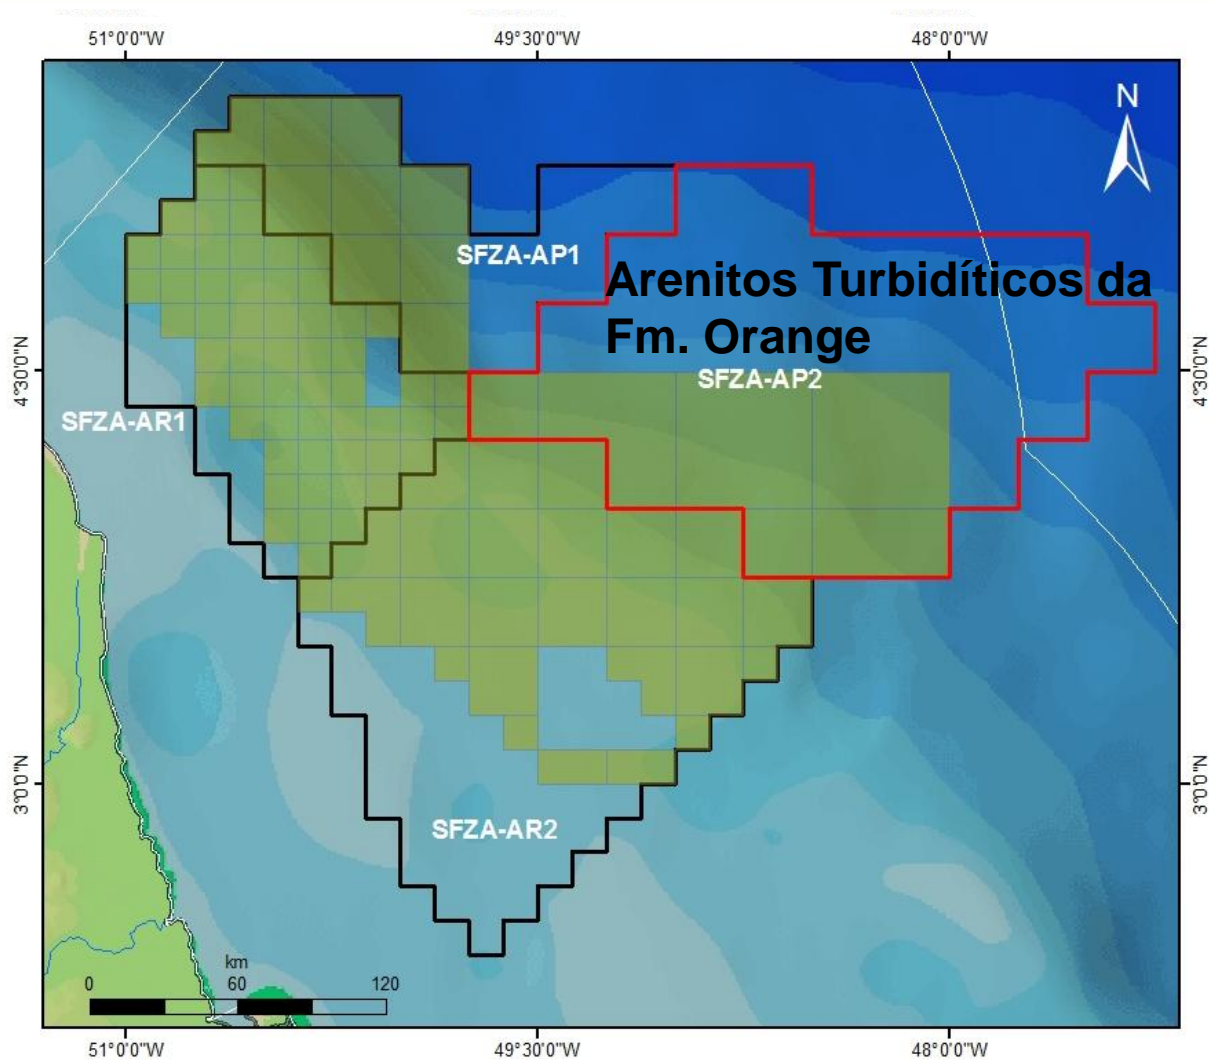 51°0'0"W
49°30'0"W
48°0'0"W
N
SFZA-AP1
Arenitos Turbidíticos da
Fm. Orange
SFZA-AP2
4°30'0"N
4°30'0"N
SFZA-AR1
3°0'0"N
3°0'0"N
SFZA-AR2
km
0 60 120
51°0'0"W
49°30'0"W
48°0'0"W